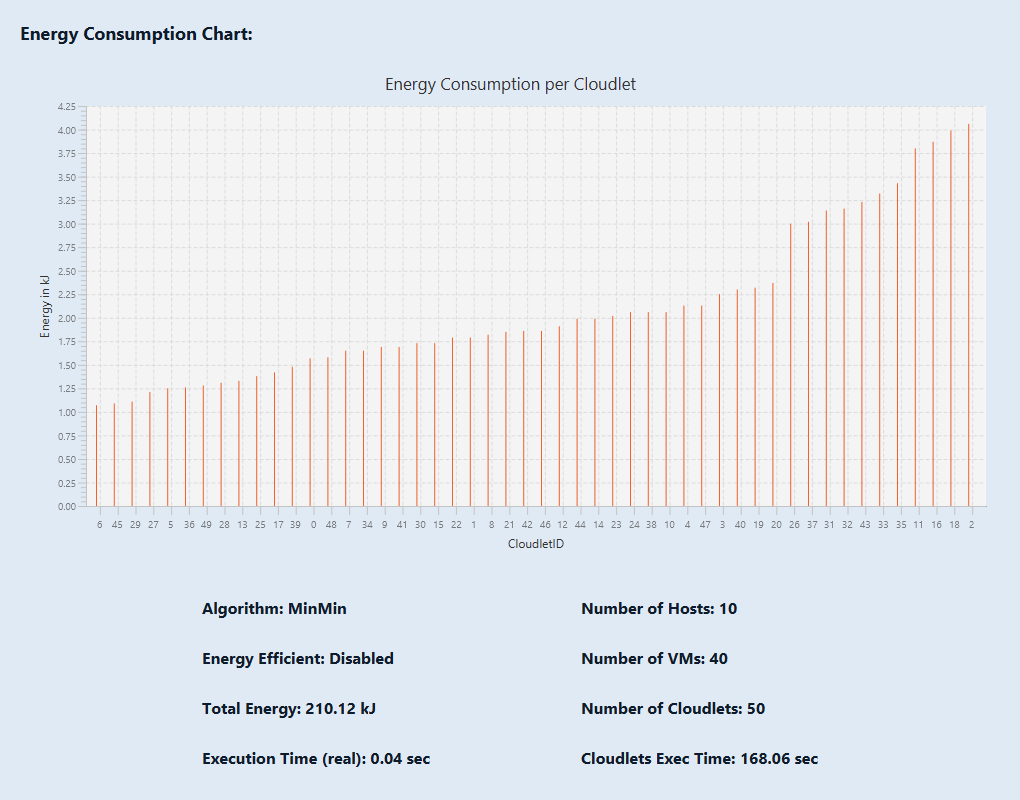 Energy Consumption Chart:
Energy Consumption per Cloudlet
4.25
4.00
3.75
3.50
3.25
3.00
2.75
2.50
2.25
2.00
1.75
1.50
1.25
1.00
0.75
0.50
0.25
0.00
Energy in kJ
6 45 29 27 5 36 49 28 13 25 17 39 0 48 7 34 9 41 30 15 22 1 8 21 42 46 12 44 14 23 24 38 10 4 47 3 40 19 20 26 37 31 32 43 33 35 11 16 18 2
CloudletID
Algorithm: MinMin
Number of Hosts: 10
Energy Efficient: Disabled
Number of VMs: 40
Total Energy: 210.12 kJ
Number of Cloudlets: 50
Execution Time (real): 0.04 sec
Cloudlets Exec Time: 168.06 sec